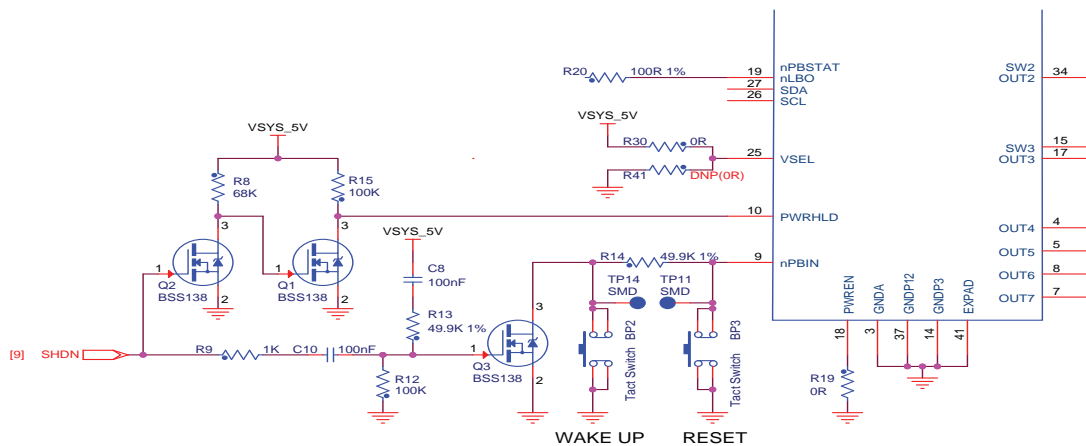 R20
100R 1%
19
nPBSTAT
nLBO
27
SDA
26
SCL
SW2
34
OUT2
VSYS_5V
VSYS_5V
R30
0R
25
VSEL
R41
DNP(0R)
15
SW3
17
OUT3
R8
68K
R15
100K
10
PWRHLD
4
OUT4
5
OUT5
8
OUT6
7
OUT7
3
3
1
1
2
2
Q2
BSS138
Q1
BSS138
VSYS_5V
C8
100nF
R13
49.9K 1%
R14
49.9K 1%
9
nPBIN
TP14
SMD
TP11
SMD
PWREN
GNDA
GNDP12
GNDP3
EXPAD
18
3
37
14
41
3
1
2
Q3
BSS138
Tact Switch BP2
Tact Switch BP3
[9]
SHDN
R9
1K
C10
100nF
R12
100K
R19
0R
WAKE UP
RESET